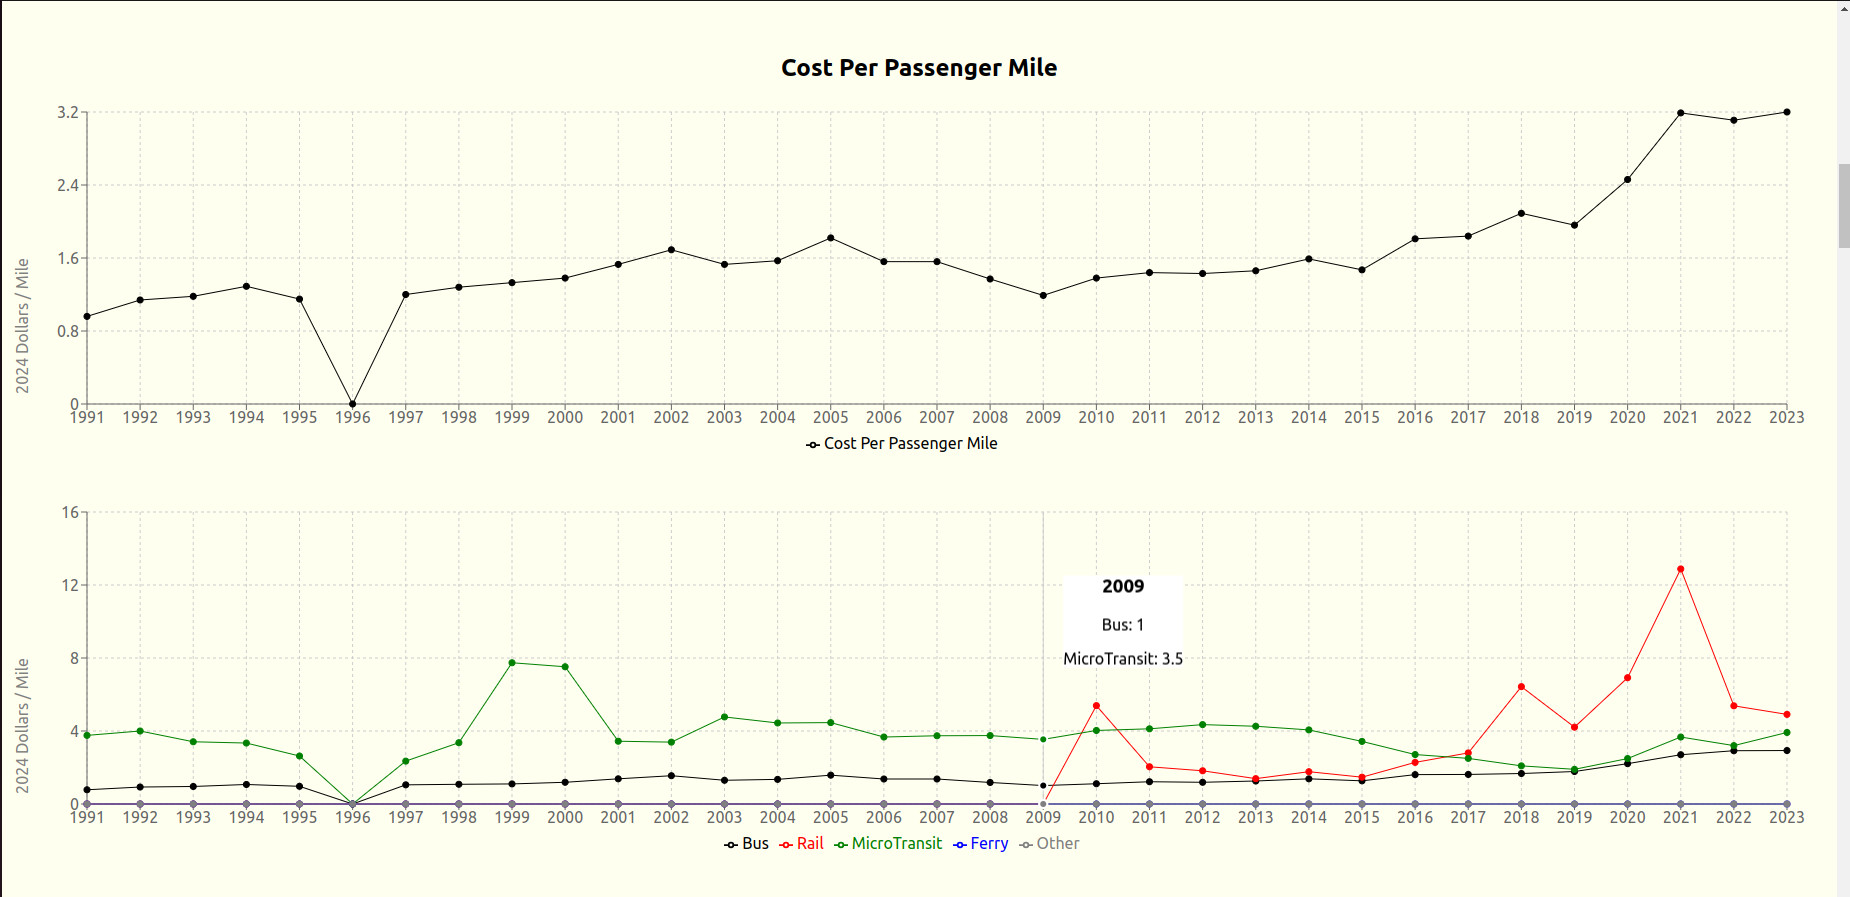 Cost Per Passenger Mile
3.2
2.4
1.6
0.8
0
2024 Dollars / Mile
1991 1992 1993 1994 1995 1996 1997 1998 1999 2000 2001 2002 2003 2004 2005 2006 2007 2008 2009 2010 2011 2012 2013 2014 2015 2016 2017 2018 2019 2020 2021 2022 2023
Cost Per Passenger Mile
16
12
8
4
0
2024 Dollars / Mile
2009
Bus: 1
MicroTransit: 3.5
1991 1992 1993 1994 1995 1996 1997 1998 1999 2000 2001 2002 2003 2004 2005 2006 2007 2008 2009 2010 2011 2012 2013 2014 2015 2016 2017 2018 2019 2020 2021 2022 2023
Bus Rail MicroTransit Ferry Other